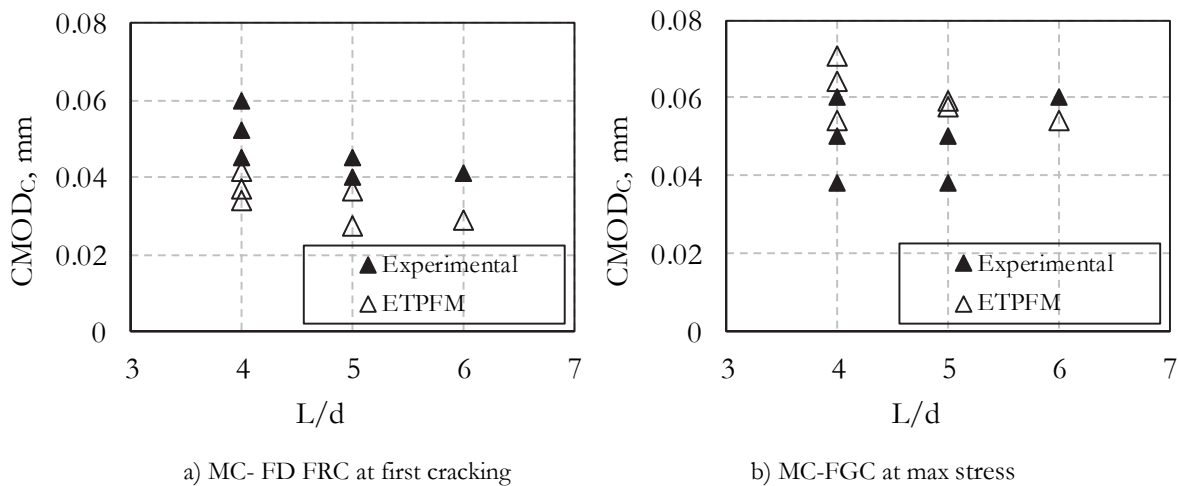 0.08
0.06
0.04
0.02
0
CMODC, mm
Experimental
ETPFM
3 4 5 6 7
L/d
a) MC- FD FRC at first cracking
0.08
0.06
0.04
0.02
0
CMODC, mm
Experimental
ETPFM
3 4 5 6 7
L/d
b) MC-FGC at max stress